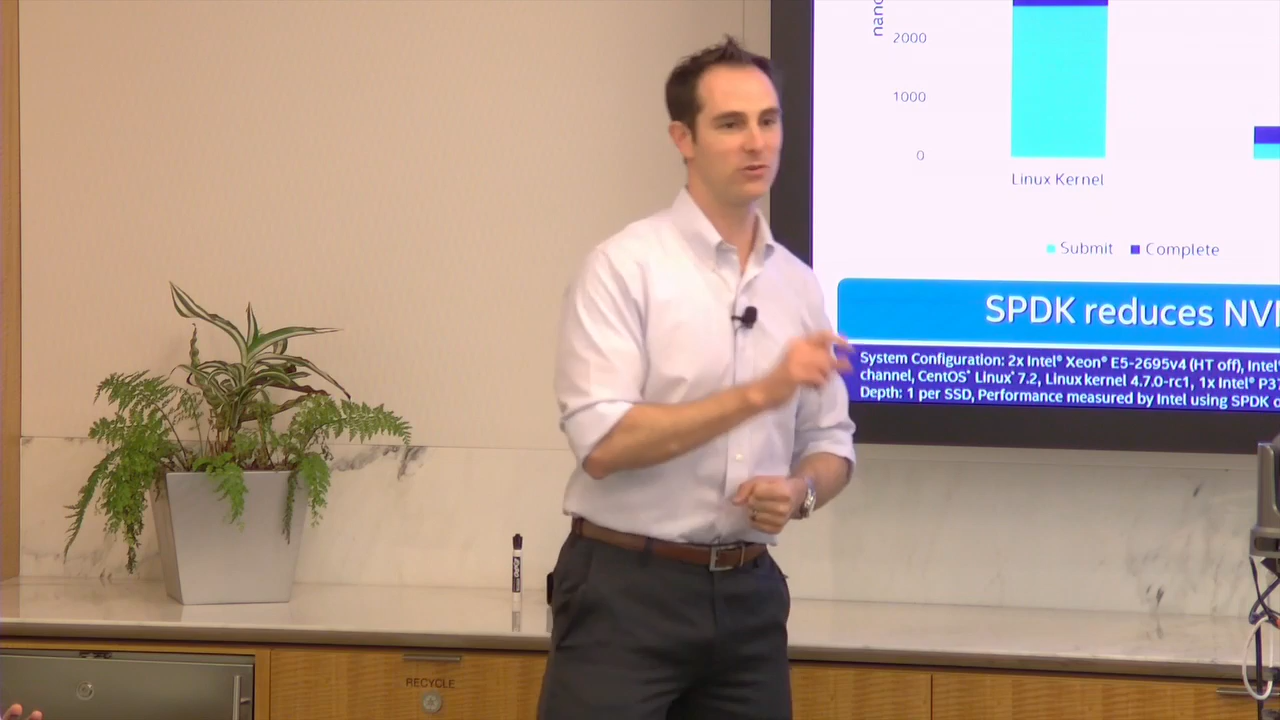 2000
1000
0
Linux Kernel
Submit Complete
SPDK reduces
System Configuration: 2x Intel® Xeon® E5-2695v4 (HT off), Intel®
channel, CentOS* Linux* 7.2, Linux kernel 4.7.0-rc1, 1x Intel® P37
Depth: 1 per SSD, Performance measured by Intel using SPDK
EXPO
RECYCLE